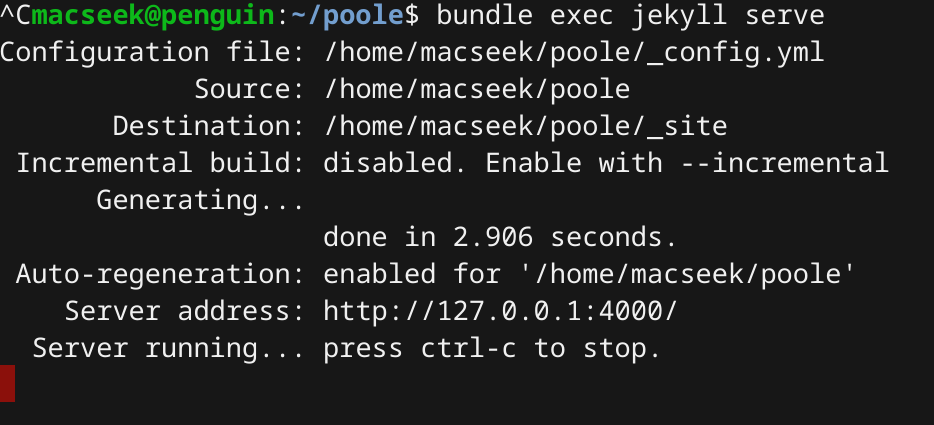 ^Cmacseek@penguin:~/poole$ bundle exec jekyll serve
Configuration file: /home/macseek/poole/_config.yml
Source: /home/macseek/poole
Destination: /home/macseek/poole/_site
Incremental build: disabled. Enable with --incremental
Generating...
done in 2.906 seconds.
Auto-regeneration: enabled for '/home/macseek/poole'
Server address: http://127.0.0.1:4000/
Server running... press ctrl-c to stop.